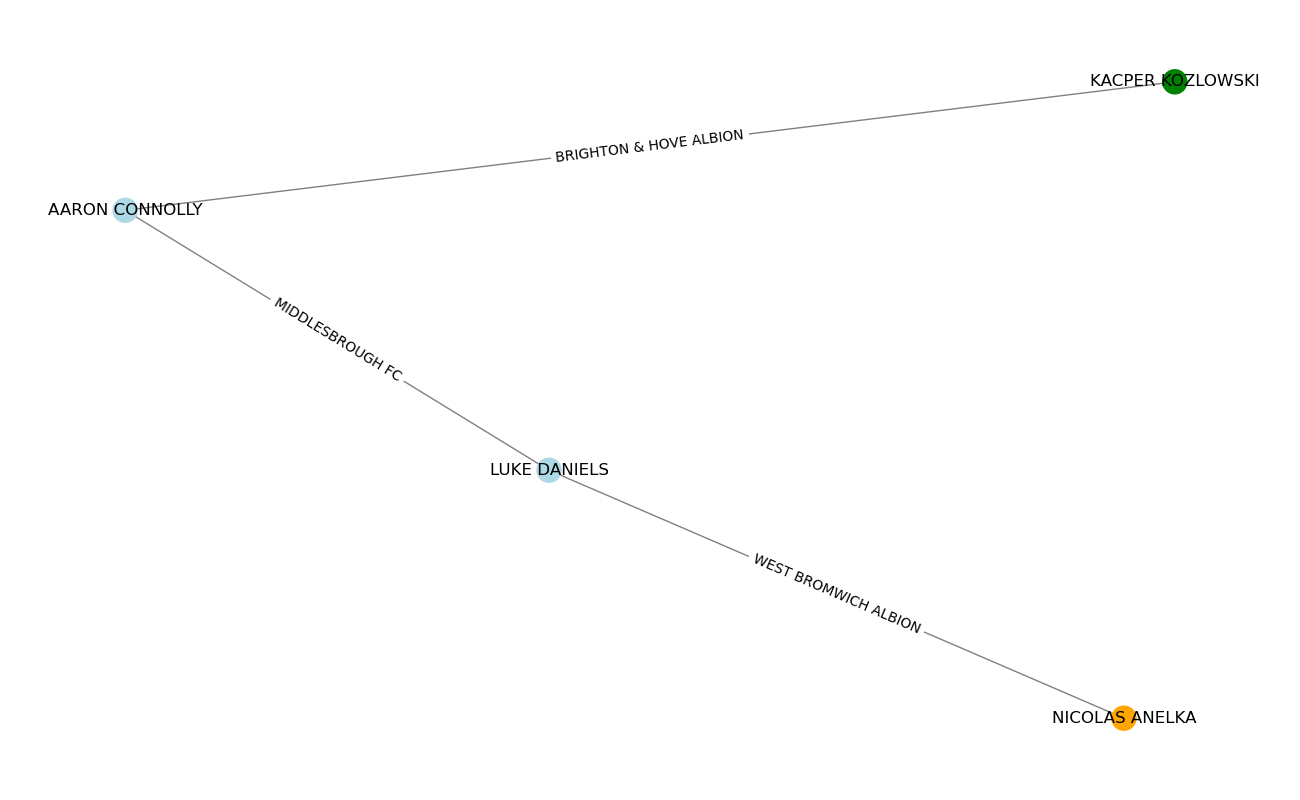 KACPER KOZLOWSKI
BRIGHTON & HOVE ALBION
AARON CONNOLLY
MIDDLESBROUGH FC
LUKE DANIELS
WEST BROMWICH ALBION
NICOLAS ANELKA